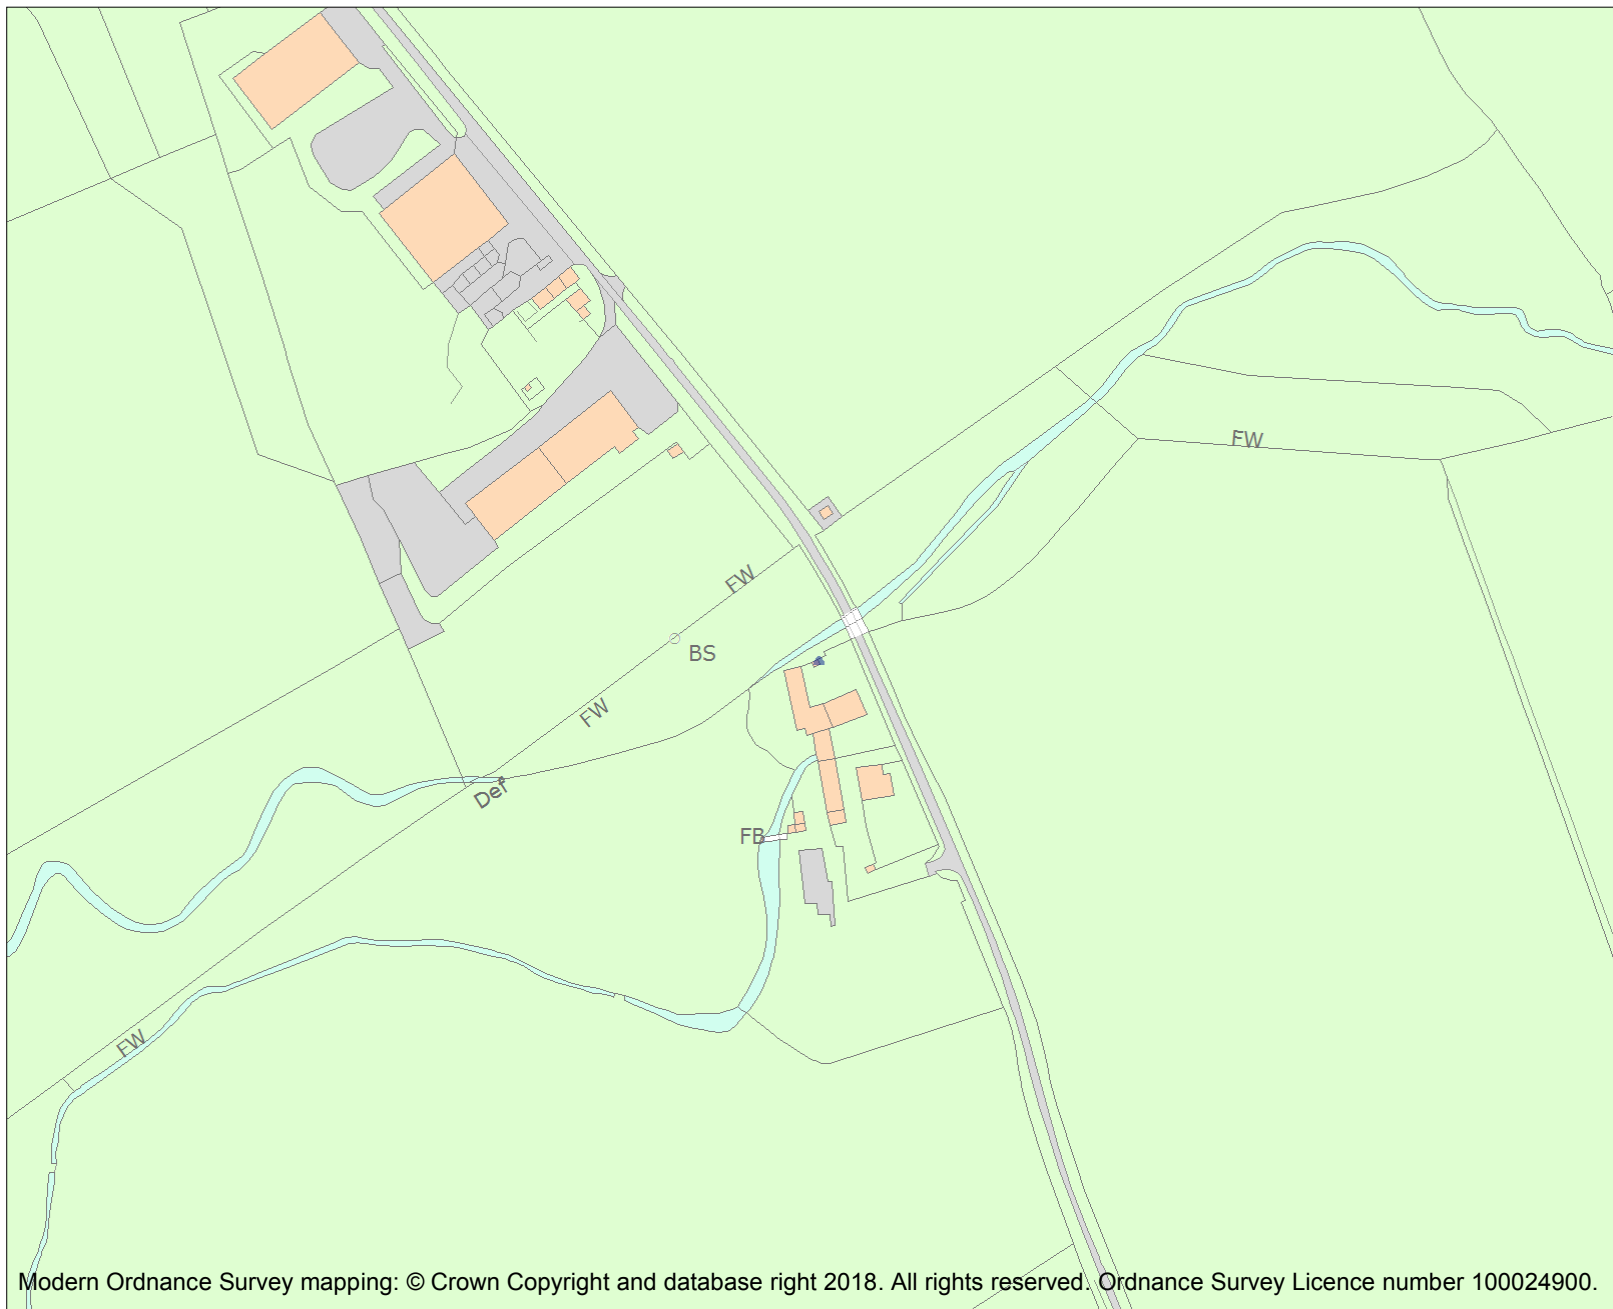 FW
FW
BS
FW
Def
FB
FW
Modern Ordnance Survey mapping: © Crown Copyright and database right 2018. All rights reserved. Ordnance Survey Licence number 100024900.